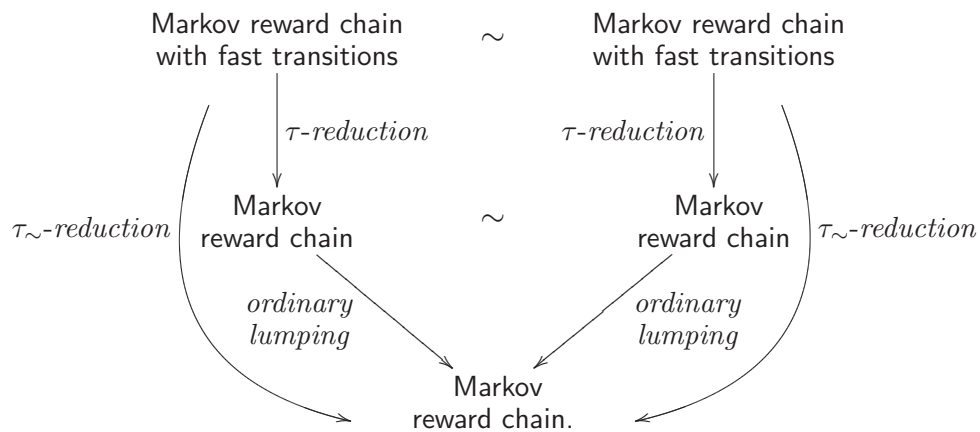 Markov reward chain
with fast transitions
∼
Markov reward chain
with fast transitions
τ-reduction
τ-reduction
τ∼-reduction
Markov
reward chain
∼
Markov
reward chain
τ∼-reduction
ordinary
lumping
ordinary
lumping
Markov
reward chain.